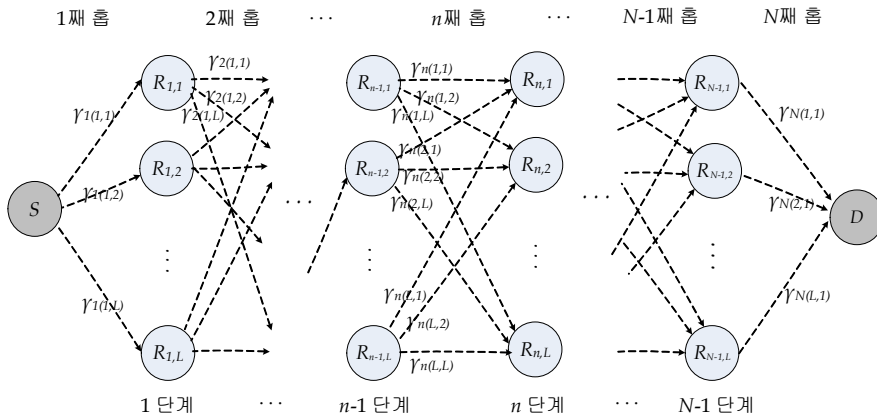 1째 홉 2째 홉 ··· n째 홉 ··· N-1째 홉 N째 홉
R1,1 γ2(1,1) Rn-1,1 γn(1,1) Rn,1 RN-1,1
γ2(1,2) γn(1,2)
γ1(1,1) γ2(1,L) γn(1,L) γN(1,1)
γn(2,1)
R1,2 Rn-1,2 γn(2,2) Rn,2 RN-1,2
γ1(1,2) γn(2,L) γN(2,1)
S ··· ··· D
⋮ ⋮ ⋮ ⋮
γ1(1,L) γn(L,1) γN(L,1)
γn(L,2)
R1,L Rn-1,L γn(L,L) Rn,L RN-1,L
1 단계 ··· n-1 단계 n 단계 ··· N-1 단계